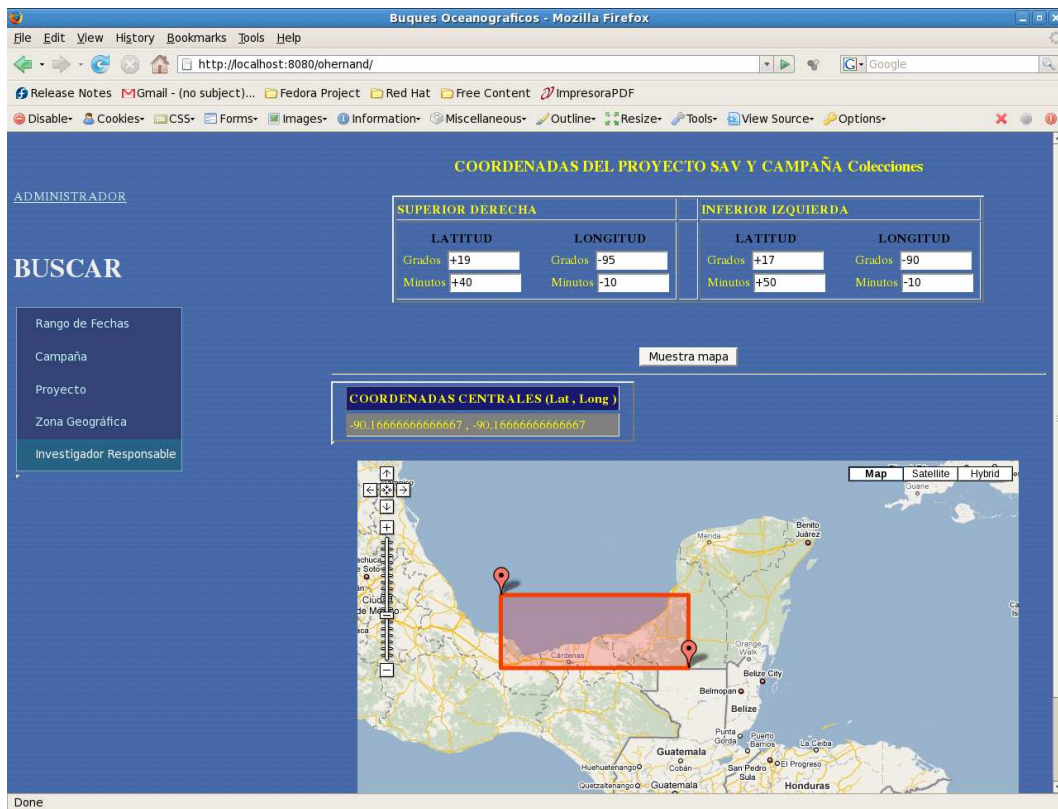 Buques Oceanograficos - Mozilla Firefox
File Edit View History Bookmarks Tools Help
http://localhost:8080/ohernand/
G Google
Release Notes Gmail - (no subject)... Fedora Project Red Hat Free Content ImpresoraPDF
Disable Cookies CSS Forms Images Information Miscellaneous Outline Resize Tools View Source Options
COORDENADAS DEL PROYECTO SAV Y CAMPAÑA Colecciones
ADMINISTRADOR
SUPERIOR DERECHA INFERIOR IZQUIERDA
LATITUD LONGITUD LATITUD LONGITUD
Grados +19 Grados -95 Grados +17 Grados -90
Minutos +40 Minutos -10 Minutos +50 Minutos -10
BUSCAR
Rango de Fechas
Campaña
Proyecto
Zona Geográfica
Investigador Responsable
Muestra mapa
COORDENADAS CENTRALES (Lat , Long )
-90.16666666666667 , -90.16666666666667
Map Satellite Hybrid
Guane
Benito Juárez
Mérida
Cárdenas
Orange Walk
Belize City
Belmopan
Belize
Punta Gorda
Puerto Barrios
La Ceiba
Guatemala
Huehuetenango
Cobán
San Pedro Sula
El Progreso
Quetzaltenango
Guatemala
Honduras
Done